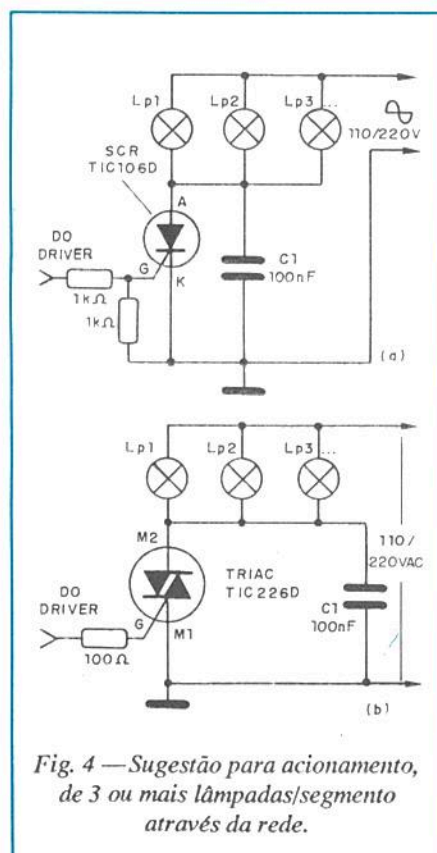 Lp1 Lp2 Lp3...
110/220V
SCR
TIC106D
A
DO
DRIVER
G
K
C1
100nF
1kΩ
1kΩ
(a)
Lp1 Lp2 Lp3...
M2
110/
220VAC
TRIAC
TIC226D
DO
DRIVER
G
M1
C1
100nF
100Ω
(b)
Fig. 4 — Sugestão para acionamento,
de 3 ou mais lâmpadas/segmento
através da rede.